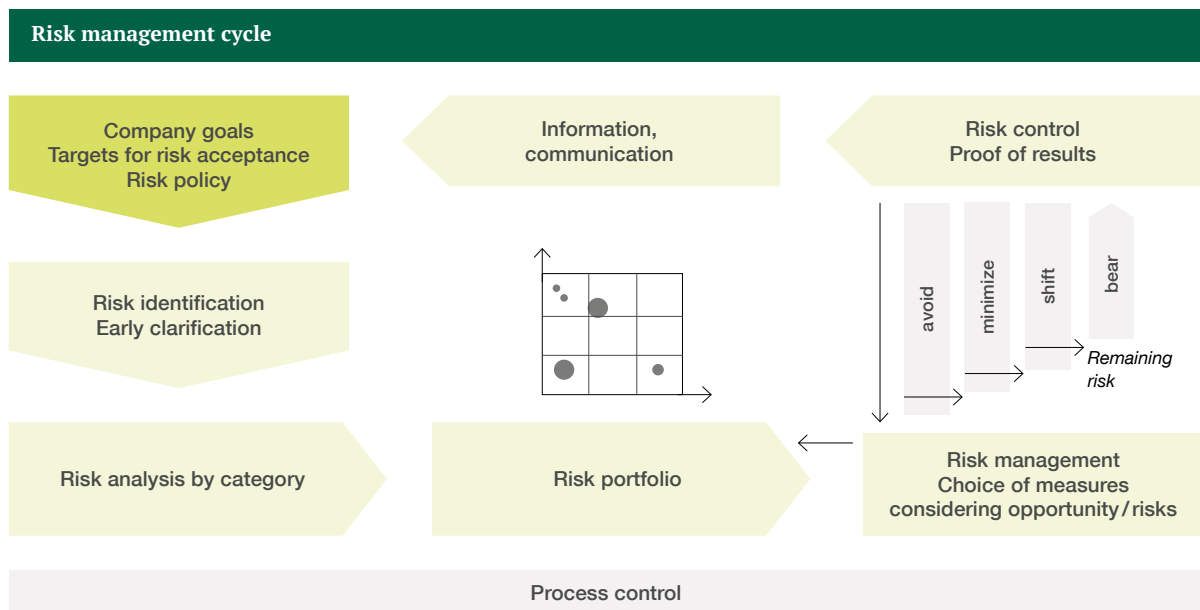 Risk management cycle
Company goals
Targets for risk acceptance
Risk policy
Information,
communication
Risk control
Proof of results
Risk identification
Early clarification
avoid
minimize
shift
bear
Remaining
risk
Risk analysis by category
Risk portfolio
Risk management
Choice of measures
considering opportunity/risks
Process control